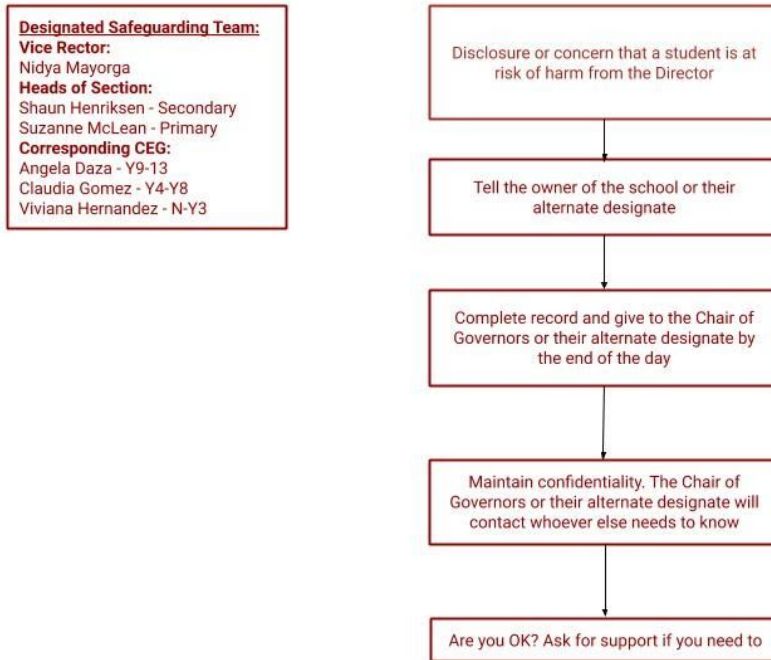 Designated Safeguarding Team:
Vice Rector:
Nidya Mayorga
Heads of Section:
Shaun Henriksen - Secondary
Suzanne McLean - Primary
Corresponding CEG:
Angela Daza - Y9-13
Claudia Gomez - Y4-Y8
Viviana Hernandez - N-Y3
Disclosure or concern that a student is at
risk of harm from the Director
Tell the owner of the school or their
alternate designate
Complete record and give to the Chair of
Governors or their alternate designate by
the end of the day
Maintain confidentiality. The Chair of
Governors or their alternate designate will
contact whoever else needs to know
Are you OK? Ask for support if you need to